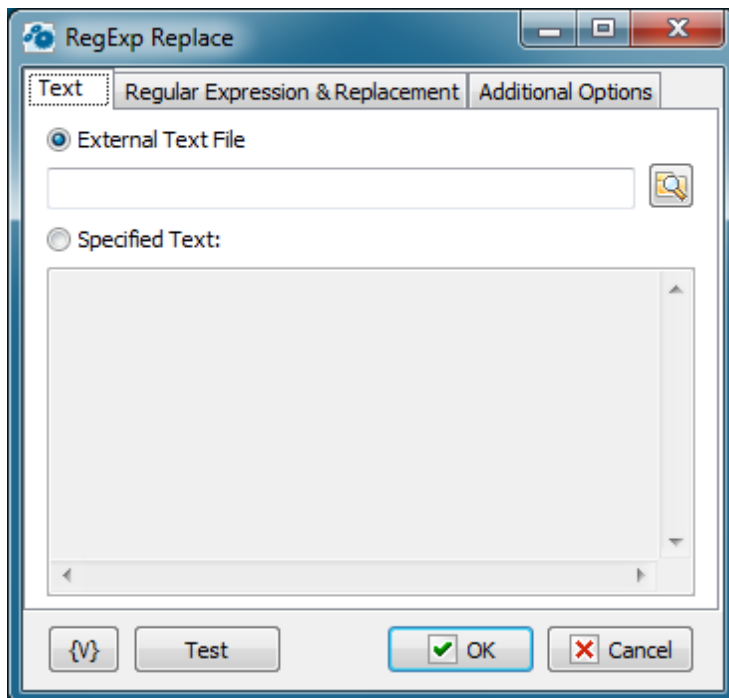 RegExp Replace
Text Regular Expression & Replacement Additional Options
External Text File
Specified Text:
{V} Test OK Cancel